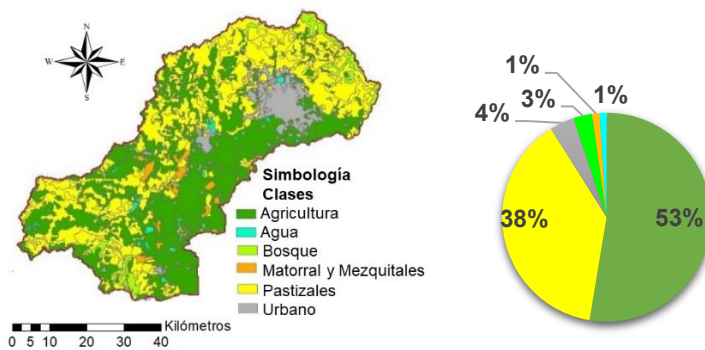 N
W
E
S
Simbología
Clases
Agricultura
Agua
Bosque
Matorral y Mezquitales
Pastizales
Urbano
Kilómetros
0 5 10 20 30 40
1%
3%
1%
4%
38%
53%